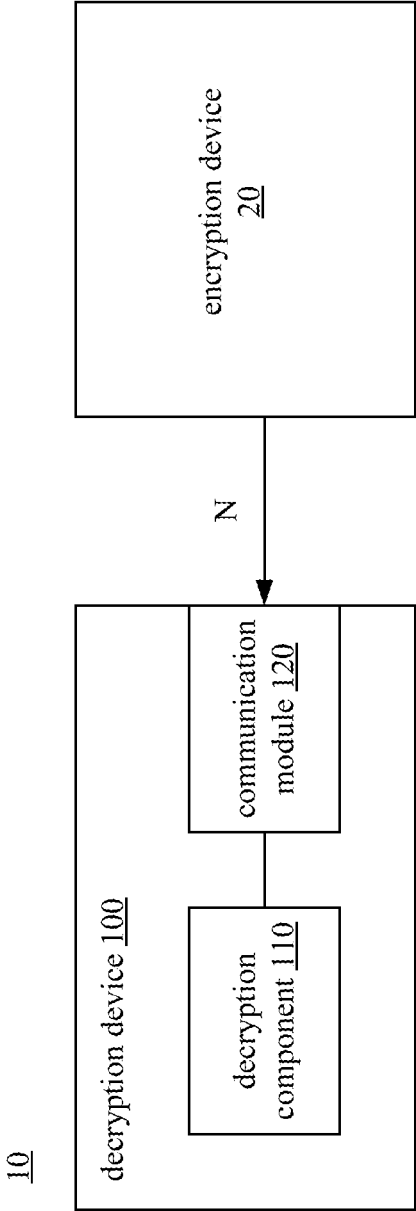 10
decryption device 100
decryption
component 110
communication
module 120
N
encryption device
20